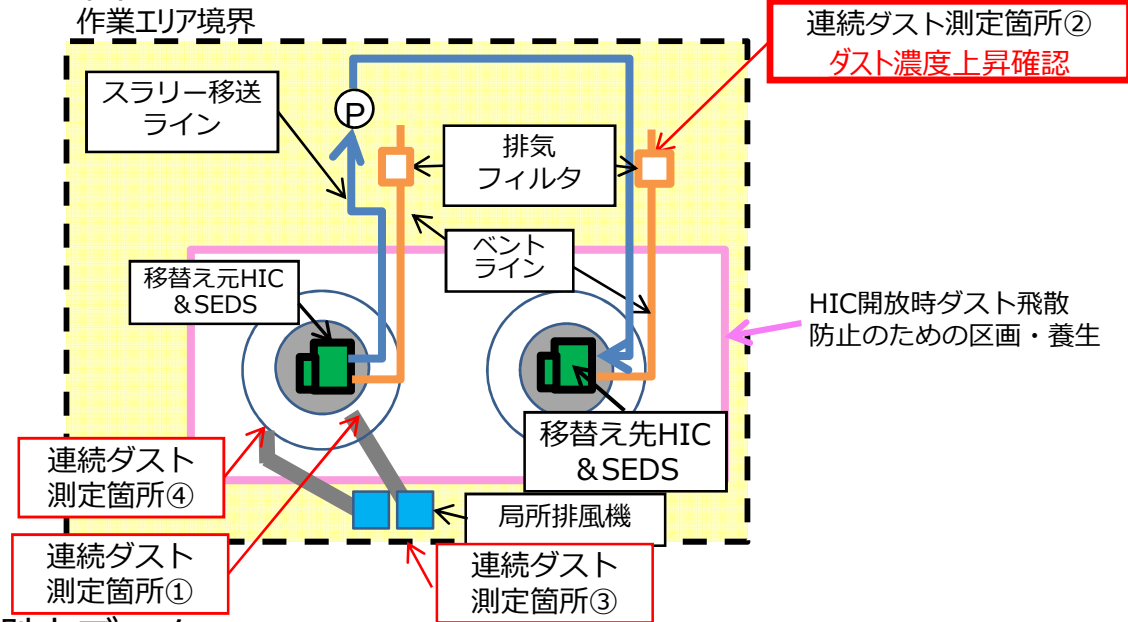 作業エリア境界
連続ダスト測定箇所②
ダスト濃度上昇確認
スラリー移送
ライン
P
排気
フィルタ
ベント
ライン
移替え元HIC
&SEDS
HIC開放時ダスト飛散
防止のための区画・養生
移替え先HIC
&SEDS
連続ダスト
測定箇所④
局所排風機
連続ダスト
測定箇所①
連続ダスト
測定箇所③